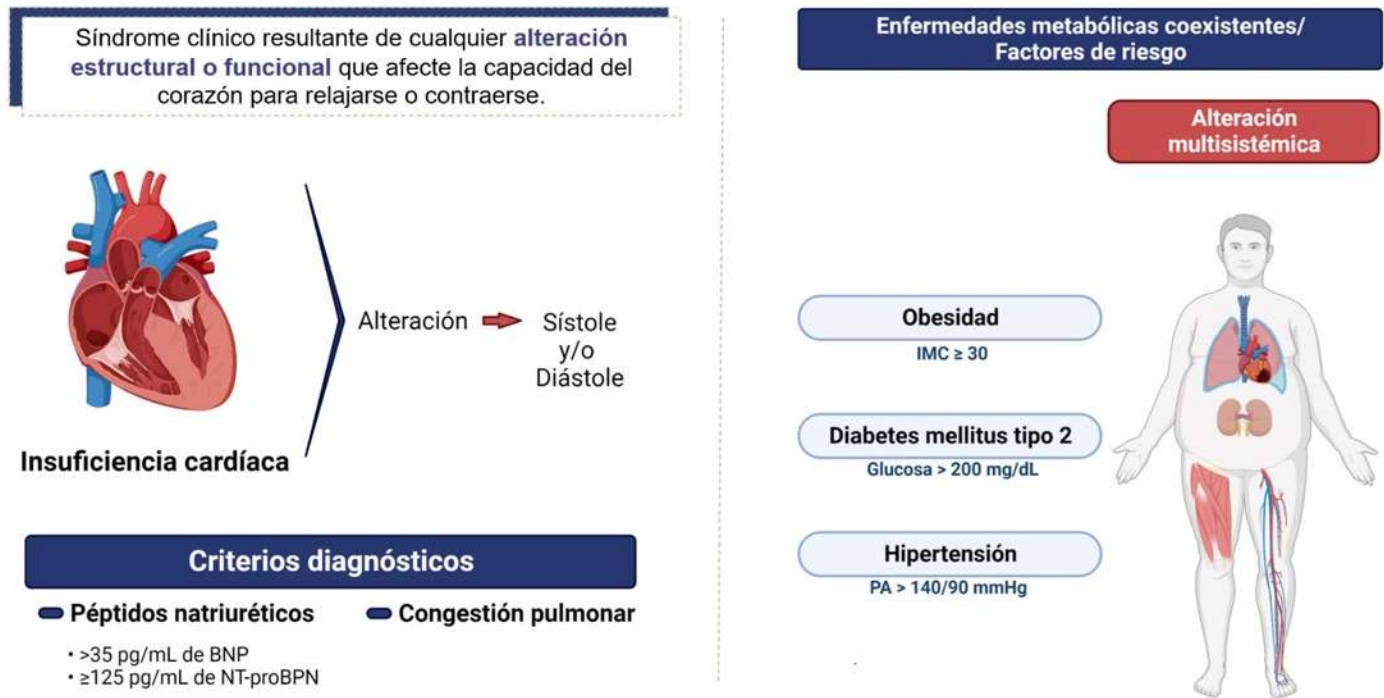 Síndrome clínico resultante de cualquier alteración
estructural o funcional que afecte la capacidad del
corazón para relajarse o contraerse.
Alteración
Sístole
y/o
Diástole
Insuficiencia cardíaca
Criterios diagnósticos
Péptidos natriuréticos
• >35 pg/mL de BNP
• ≥125 pg/mL de NT-proBPN
Congestión pulmonar
Enfermedades metabólicas coexistentes/
Factores de riesgo
Alteración
multisistémica
Obesidad
IMC ≥ 30
Diabetes mellitus tipo 2
Glucosa > 200 mg/dL
Hipertensión
PA > 140/90 mmHg